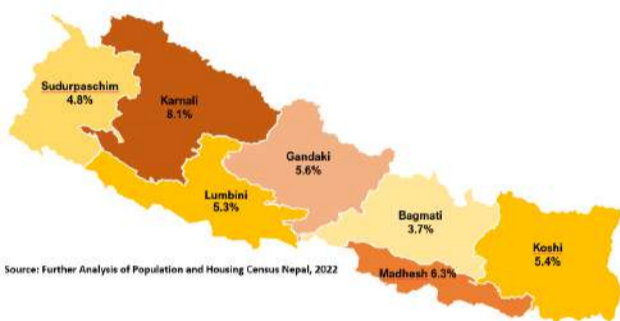 Sudurpaschim
4.8%
Karnali
8.1%
Gandaki
5.6%
Lumbini
5.3%
Bagmati
3.7%
Koshi
5.4%
Madhesh 6.3%
Source: Further Analysis of Population and Housing Census Nepal, 2022